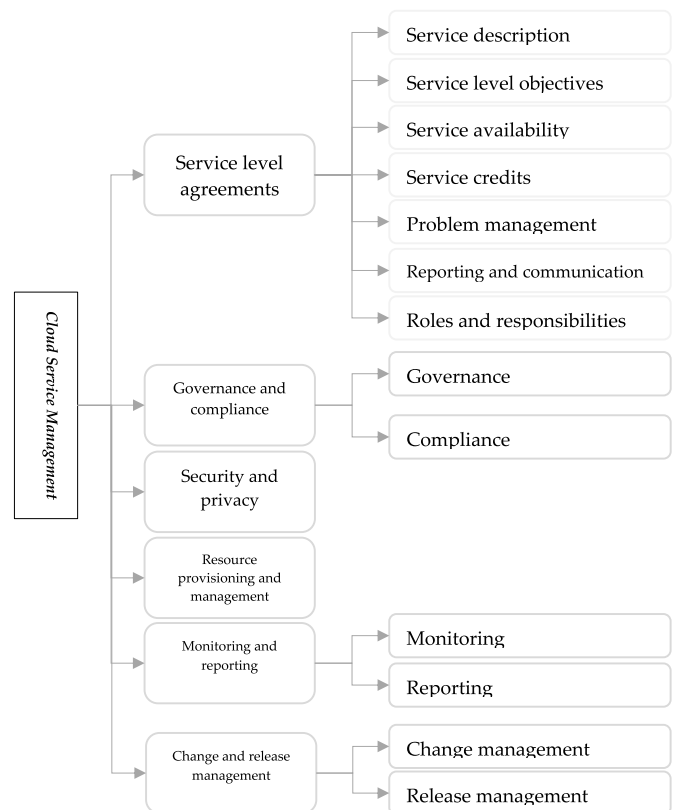 Cloud Service Management
Service level
agreements
Service description
Service level objectives
Service availability
Service credits
Problem management
Reporting and communication
Roles and responsibilities
Governance and
compliance
Governance
Compliance
Security and
privacy
Resource
provisioning and
management
Monitoring and
reporting
Monitoring
Reporting
Change and release
management
Change management
Release management